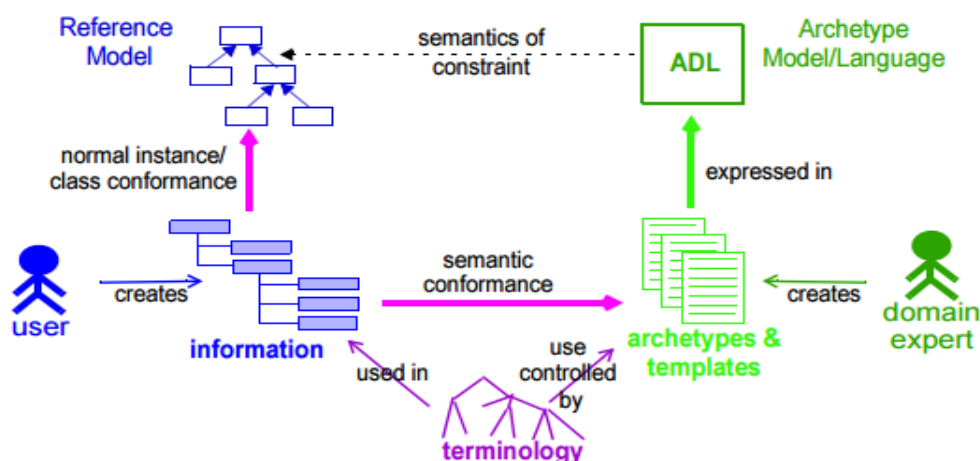 Reference
Model
semantics of
constraint
ADL
Archetype
Model/Language
normal instance/
class conformance
expressed in
creates
user
semantic
conformance
creates
domain
expert
information
archetypes &
templates
used in
use
controlled
by
terminology